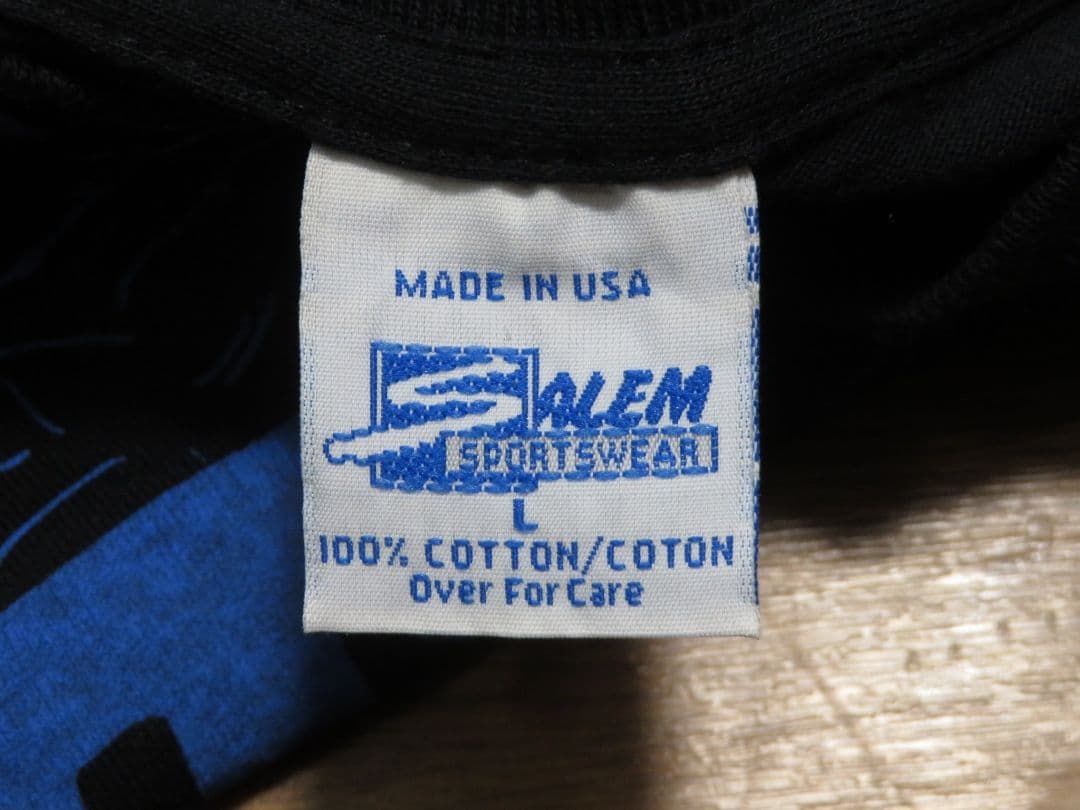 MADE IN USA
SALEM
SPORTSWEAR
L
100% COTTON/COTON
Over For Care